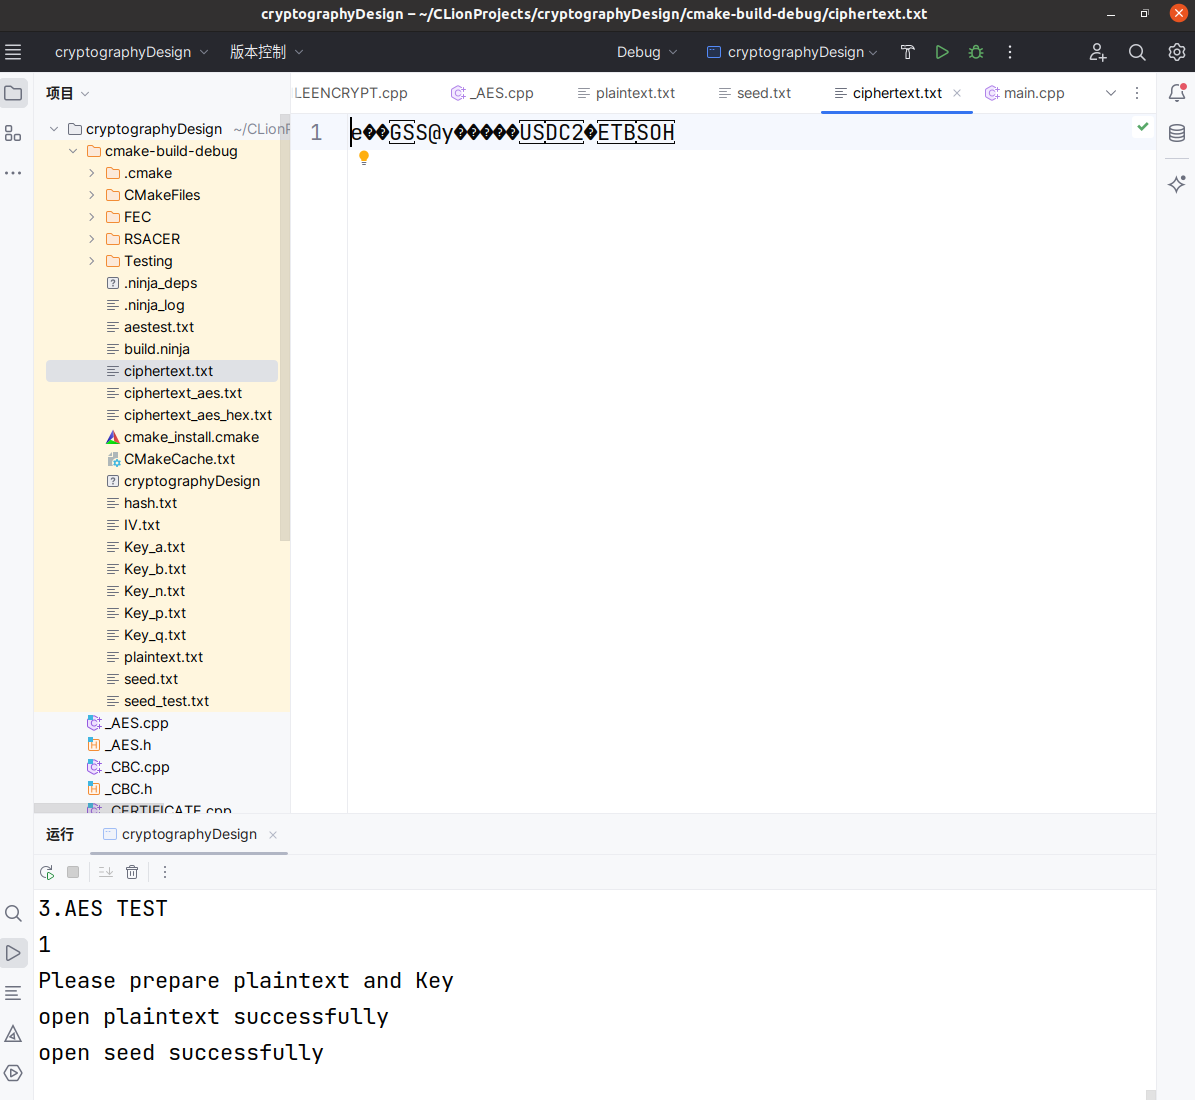 cryptographyDesign – ~/CLionProjects/cryptographyDesign/cmake-build-debug/ciphertext.txt
cryptographyDesign 版本控制 Debug cryptographyDesign
项目
LEENCRYPT.cpp _AES.cpp plaintext.txt seed.txt ciphertext.txt main.cpp
1 e��GSS@y�����USDC2�ETBSOH
cryptographyDesign ~/CLionP
cmake-build-debug
.cmake
CMakeFiles
FEC
RSACER
Testing
.ninja_deps
.ninja_log
aestest.txt
build.ninja
ciphertext.txt
ciphertext_aes.txt
ciphertext_aes_hex.txt
cmake_install.cmake
CMakeCache.txt
cryptographyDesign
hash.txt
IV.txt
Key_a.txt
Key_b.txt
Key_n.txt
Key_p.txt
Key_q.txt
plaintext.txt
seed.txt
seed_test.txt
_AES.cpp
_AES.h
_CBC.cpp
_CBC.h
_CERTIFICATE.cpp
运行 cryptographyDesign
3.AES TEST
1
Please prepare plaintext and Key
open plaintext successfully
open seed successfully